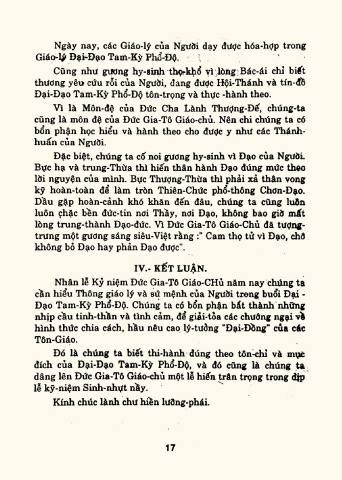 Ngày nay, các Giáo-lý của Người dạy được hóa-hợp trong
Giáo-lý Đại-Đạo Tam-Kỳ Phổ-Độ.
Cũng như gương hy-sinh thọ-khổ vì lòng Bác-ái chỉ biết
thương yêu cứu rỗi của Người, đang được Hội-Thánh và tín-đồ
Đại-Đạo Tam-Kỳ Phổ-Độ tôn-trọng và thực -hành theo.
Vì là Môn-đệ của Đức Cha Lành Thượng-Đế, chúng-ta
cũng là môn đệ của Đức Gia-Tô Giáo-chủ. Nên chi chúng ta có
bổn phận học hiểu và hành theo cho được y như các Thánh-
huấn của Người.
Đặc biệt, chúng ta cố noi gương hy-sinh vì Đạo của Người.
Bực hạ và trung-Thừa thì hiến thân hành Đạo đúng mức theo
lời nguyện của mình. Bực Thượng-Thừa thì phải xả thân vong
kỷ hoàn-toàn để làm tròn Thiên-Chức phổ-thông Chơn-Đạo.
Dầu gặp hoàn-cảnh khó khăn đến đâu, chúng ta cũng luôn
luôn chặc bền đức-tin nơi Thầy, nơi Đạo, không bao giờ mất
lòng trung-thành Đạo-đức. Vì Đức Gia-Tô Giáo-Chủ đã tượng-
trưng một gương sáng siêu-Việt rằng :" Cam thọ tử vì Đạo, chớ
không bỏ Đạo hay phản Đạo được".
IV.- KẾT LUẬN.
Nhân lễ Kỷ niệm Đức Gia-Tô Giáo-CHủ năm nay chúng ta
cần hiểu Thông giáo lý và sứ mệnh của Người trong buổi Đại -
Đạo Tam-Kỳ Phổ-Độ. Chúng ta có bổn phận bắt thành những
nhịp cầu tinh-thần và tình cảm, để giải-tỏa các chướng ngại về
hình thức chia cách, hầu nêu cao lý-tưởng "Đại-Đồng" của các
Tôn-Giáo.
Đó là chúng ta biết thi-hành đúng theo tôn-chỉ và mục
đích của Đại-Đạo Tam-Kỳ Phổ-Độ, và đó cũng là chúng ta
dâng lên Đức Gia-Tô Giáo-chủ một lễ hiến trân trọng trong dịp
lễ kỷ-niệm Sinh-nhựt nầy.
Kính chúc lành chư hiền lưỡng-phái.
17